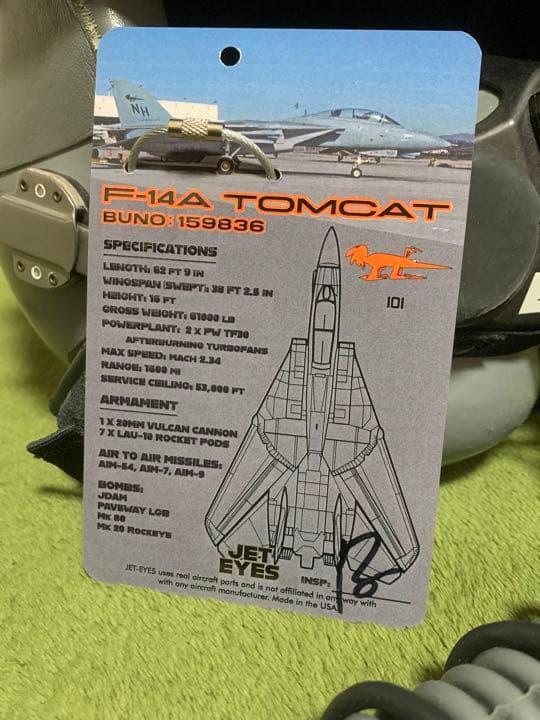 NH
F-14A TOMCAT
BUNO: 159836
SPECIFICATIONS
LENGTH: 62 FT 9 IN
WINGSPAN (SWEPT): 38 FT 2.5 IN
HEIGHT: 16 FT
GROSS WEIGHT: 61000 LB
POWERPLANT: 2 X PW TF30
AFTERBURNING TURBOFANS
MAX SPEED: MACH 2.34
RANGE: 1600 MI
SERVICE CEILING: 53,000 FT
101
ARMAMENT
1 X 20MM VULCAN CANNON
7 X LAU-10 ROCKET PODS
AIR TO AIR MISSILES:
AIM-54, AIM-7, AIM-9
BOMBS:
JDAM
PAVEWAY LGB
MK 80
MK 20 ROCKEYE
JET
EYES
INSP:
JET-EYES uses real aircraft parts and is not affiliated in any way with
with any aircraft manufacturer. Made in the USA.